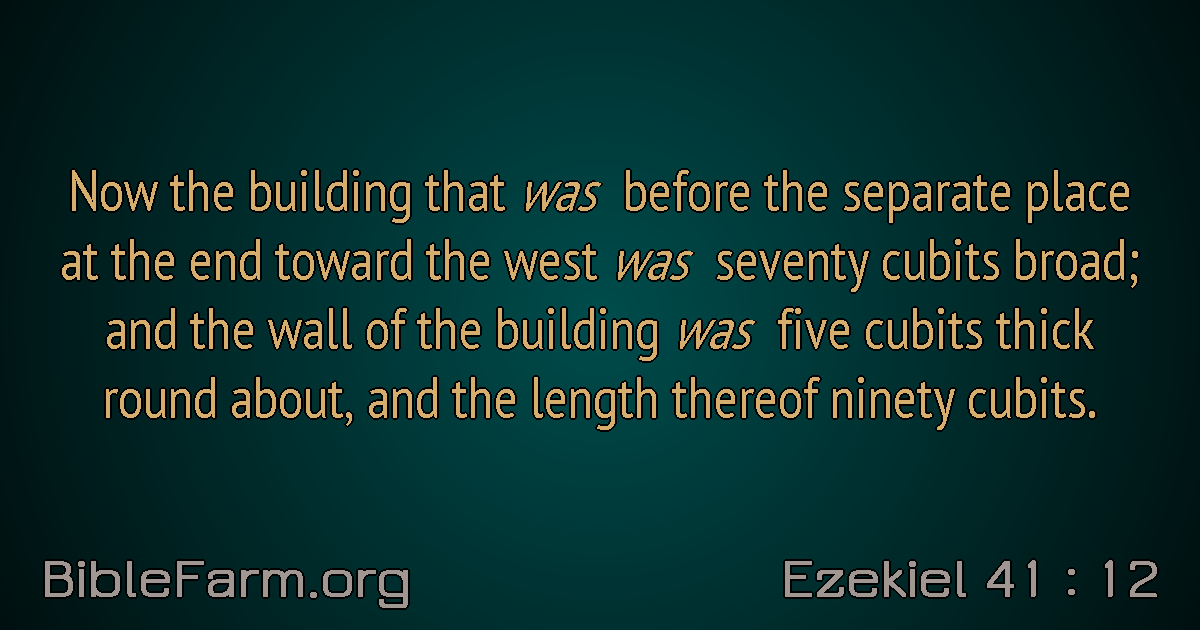 Now the building that was before the separate place
at the end toward the west was seventy cubits broad;
and the wall of the building was five cubits thick
round about, and the length thereof ninety cubits.
BibleFarm.org
Ezekiel 41 : 12